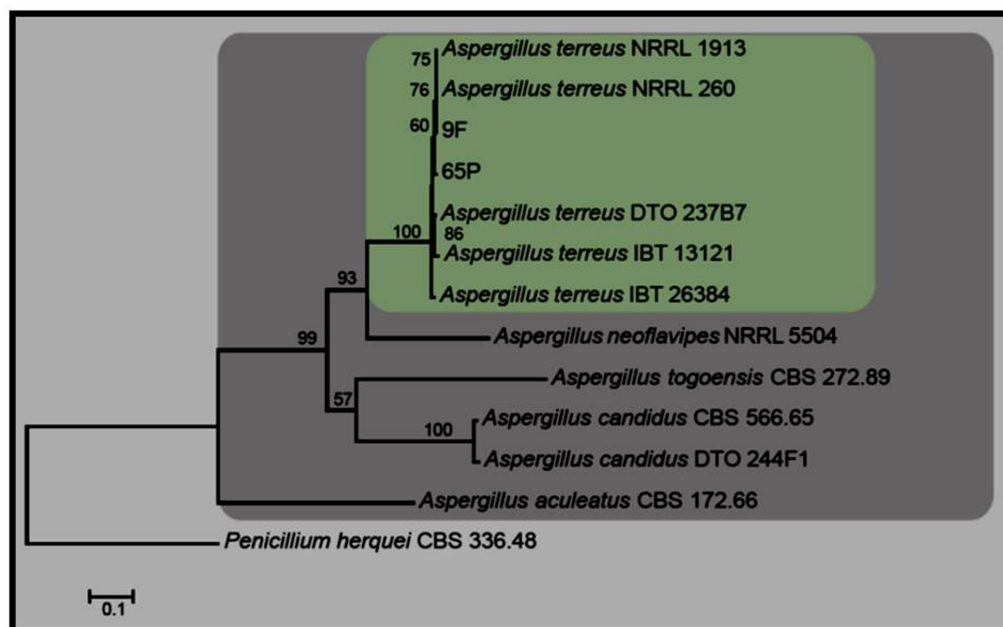 75
Aspergillus terreus NRRL 1913
76
Aspergillus terreus NRRL 260
60
9F
65P
Aspergillus terreus DTO 237B7
100
86
Aspergillus terreus IBT 13121
93
Aspergillus terreus IBT 26384
99
Aspergillus neoflavipes NRRL 5504
Aspergillus togoensis CBS 272.89
57
Aspergillus candidus CBS 566.65
100
Aspergillus candidus DTO 244F1
Aspergillus aculeatus CBS 172.66
Penicillium herquei CBS 336.48
0.1